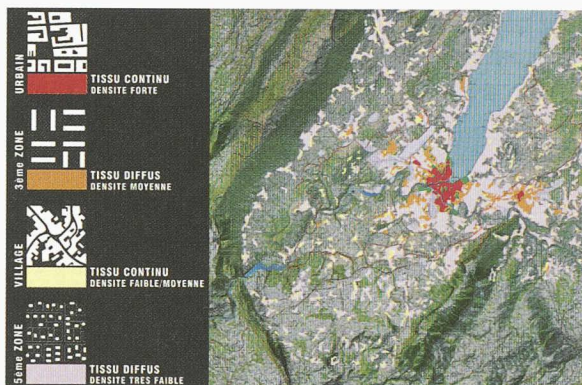 URBAIN
TISSU CONTINU
DENSITE FORTE
3ème ZONE
TISSU DIFFUS
DENSITE MOYENNE
VILLAGE
TISSU CONTINU
DENSITE FAIBLE/MOYENNE
5ème ZONE
TISSU DIFFUS
DENSITE TRES FAIBLE